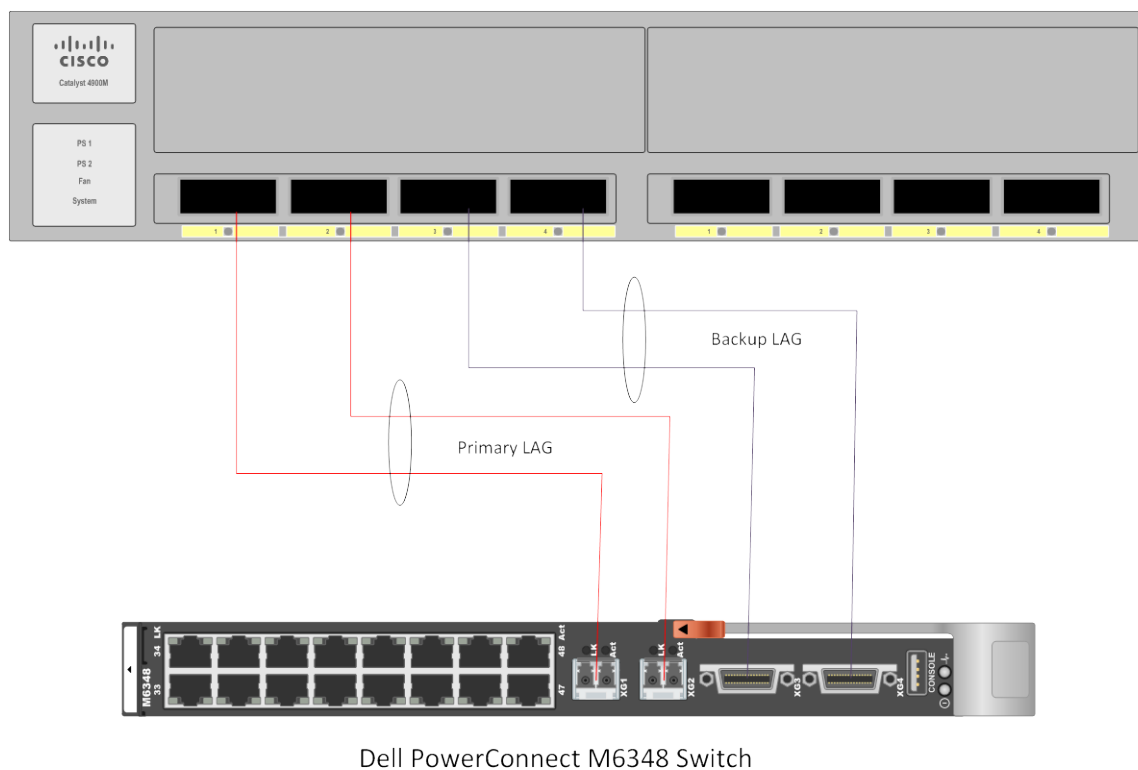 CISCO
Catalyst 4900M
PS 1
PS 2
Fan
System
1
2
3
4
1
2
3
4
Backup LAG
Primary LAG
M6348
34 LK
33
48 Act
47
LK
Act
XG1
LK
Act
XG2
XG3
XG4
CONSOLE
Dell PowerConnect M6348 Switch